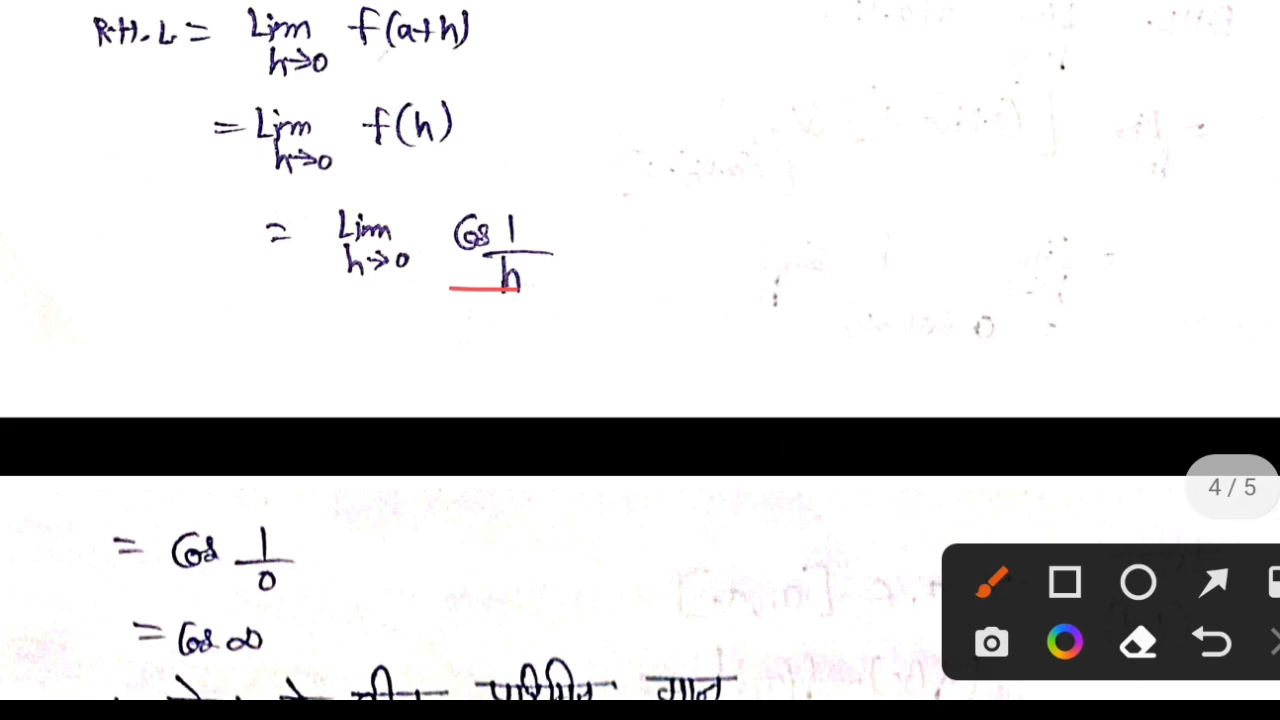 R.H.L = Lim f(a+h)
h→0
= Lim f(h)
h→0
= Lim Cos 1/h
h→0
4 / 5
= Cos 1/0
= Cos ∞